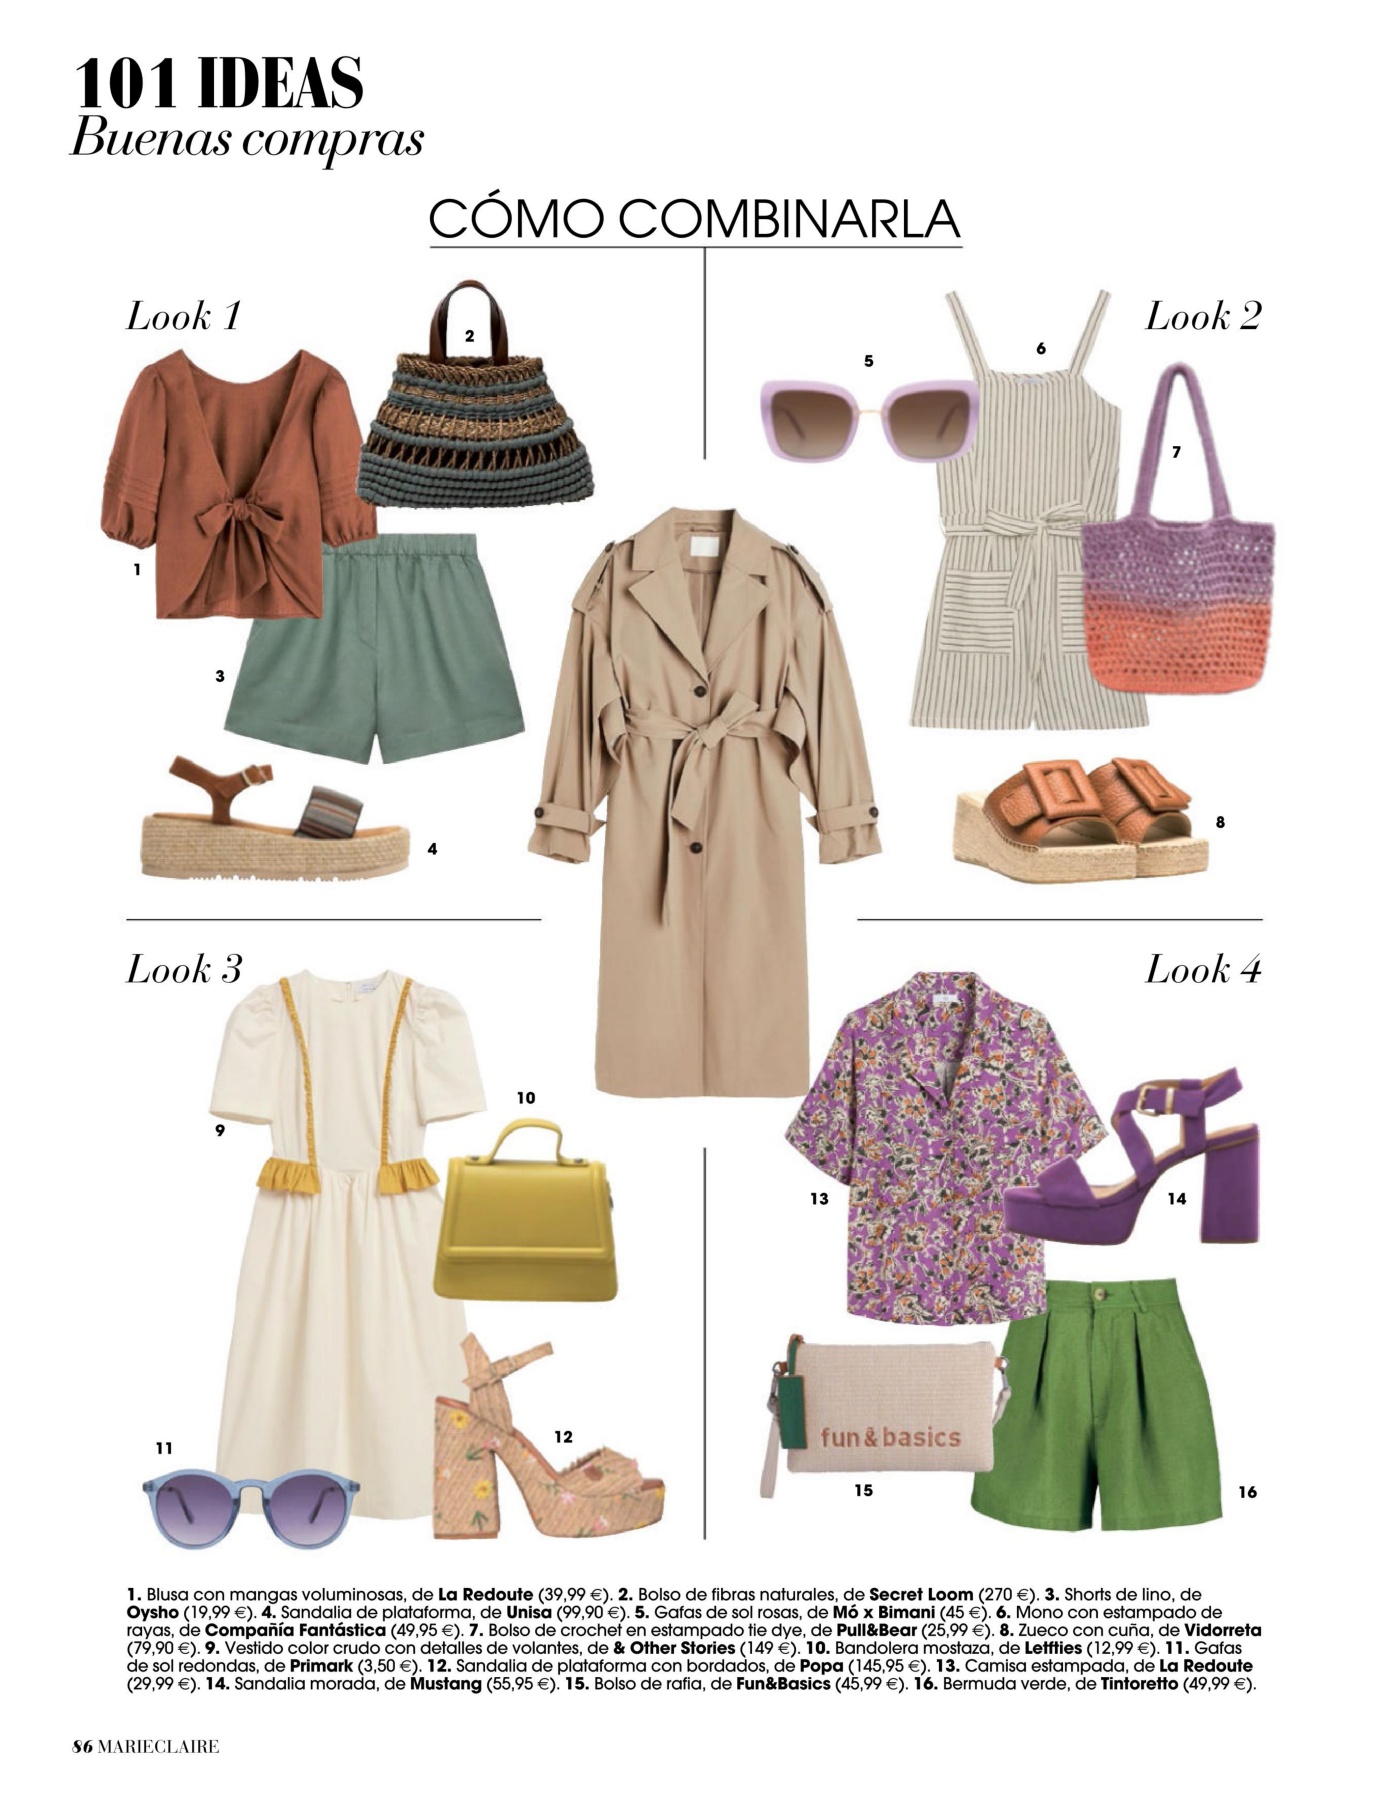 101 IDEAS
Buenas compras
CÓMO COMBINARLA
Look 1
2
1
3
4
Look 2
5
6
7
8
Look 3
9
10
11
12
Look 4
13
14
fun&basics
15
16
1. Blusa con mangas voluminosas, de La Redoute (39,99 €). 2. Bolso de fibras naturales, de Secret Loom (270 €). 3. Shorts de lino, de
Oysho (19,99 €). 4. Sandalia de plataforma, de Unisa (99,90 €). 5. Gafas de sol rosas, de Mó x Bimani (45 €). 6. Mono con estampado de
rayas, de Compañía Fantástica (49,95 €). 7. Bolso de crochet en estampado tie dye, de Pull&Bear (25,99 €). 8. Zueco con cuña, de Vidorreta
(79,90 €). 9. Vestido color crudo con detalles de volantes, de & Other Stories (149 €). 10. Bandolera mostaza, de Lefties (12,99 €). 11. Gafas
de sol redondas, de Primark (3,50 €). 12. Sandalia de plataforma con bordados, de Popa (145,95 €). 13. Camisa estampada, de La Redoute
(29,99 €). 14. Sandalia morada, de Mustang (55,95 €). 15. Bolso de rafia, de Fun&Basics (45,99 €). 16. Bermuda verde, de Tintoretto (49,99 €).
86 MARIECLAIRE